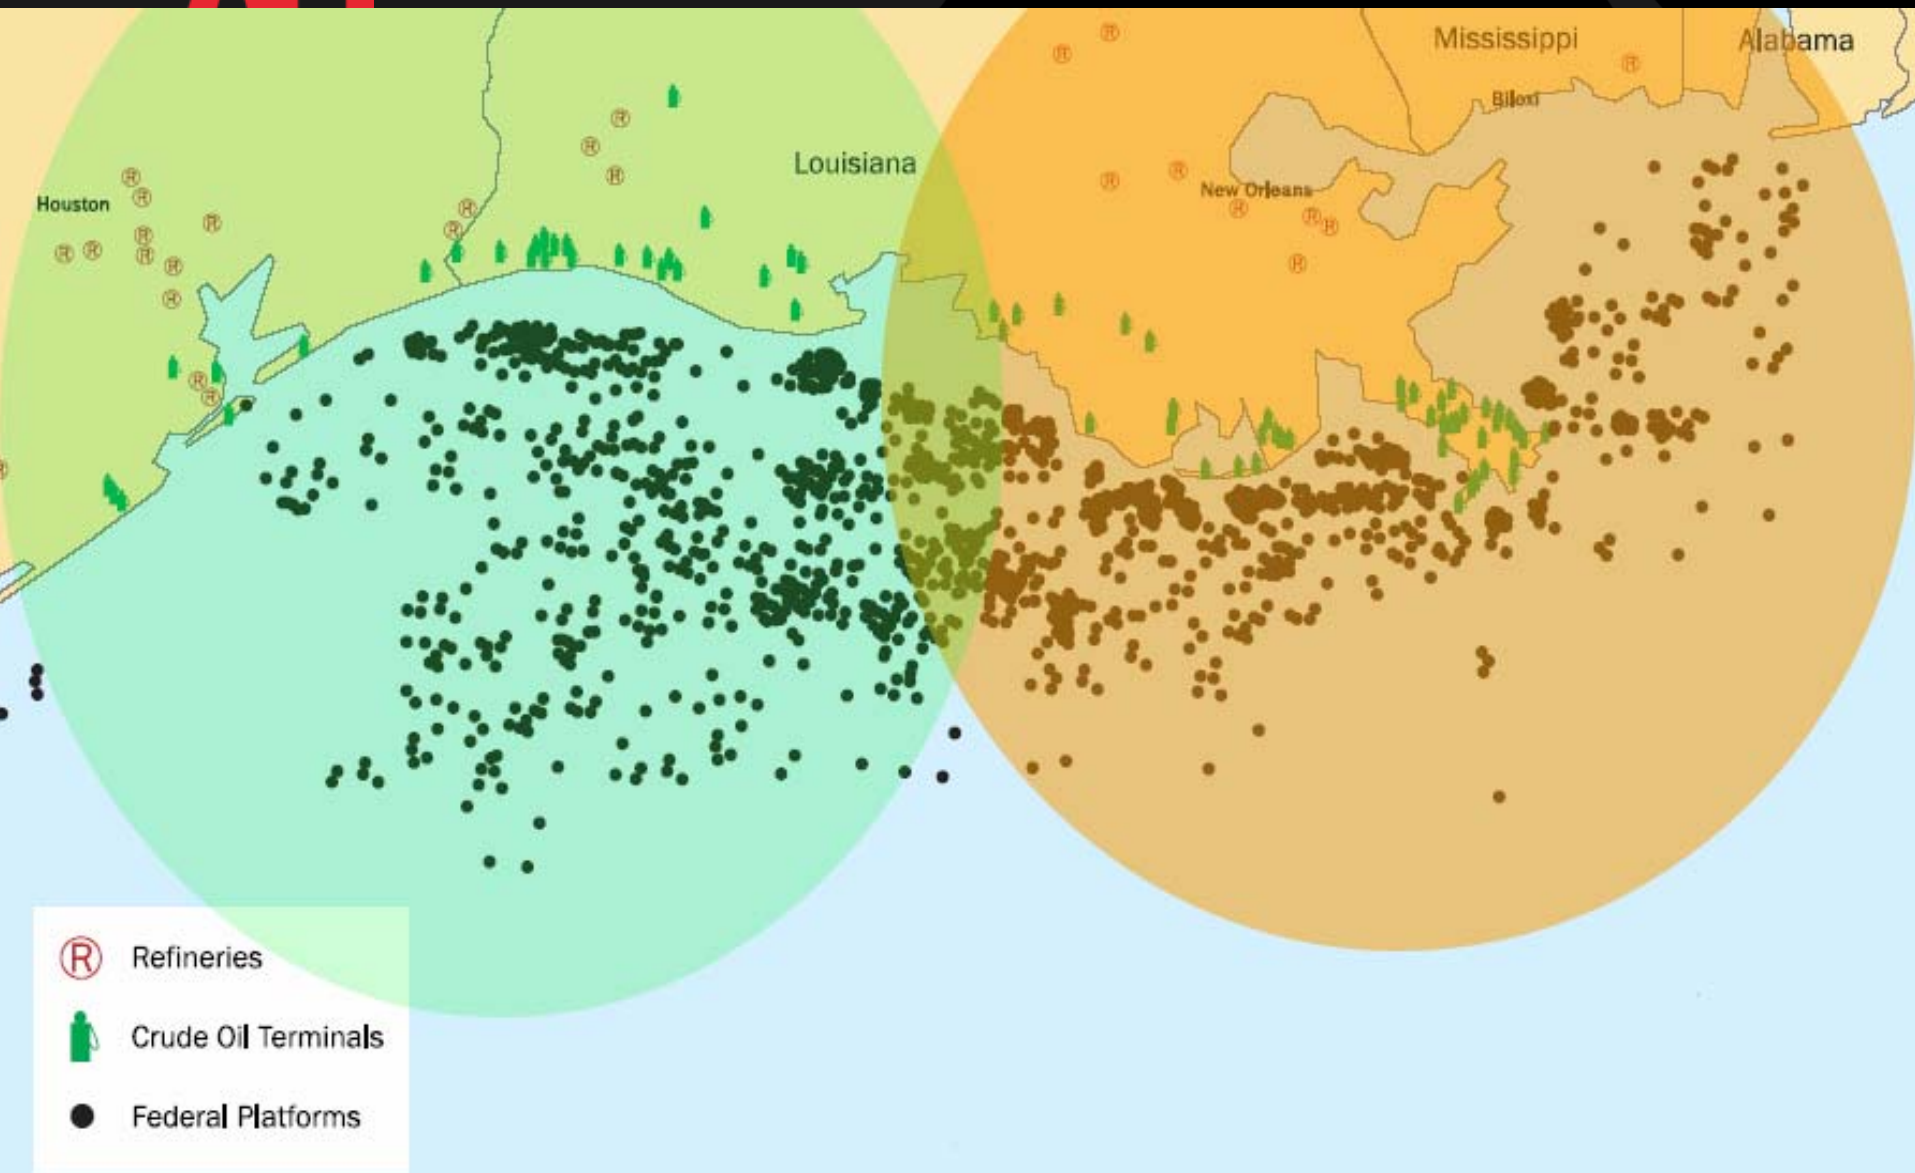 Mississippi
Alabama
Biloxi
Louisiana
New Orleans
Houston
R Refineries
Crude Oil Terminals
Federal Platforms